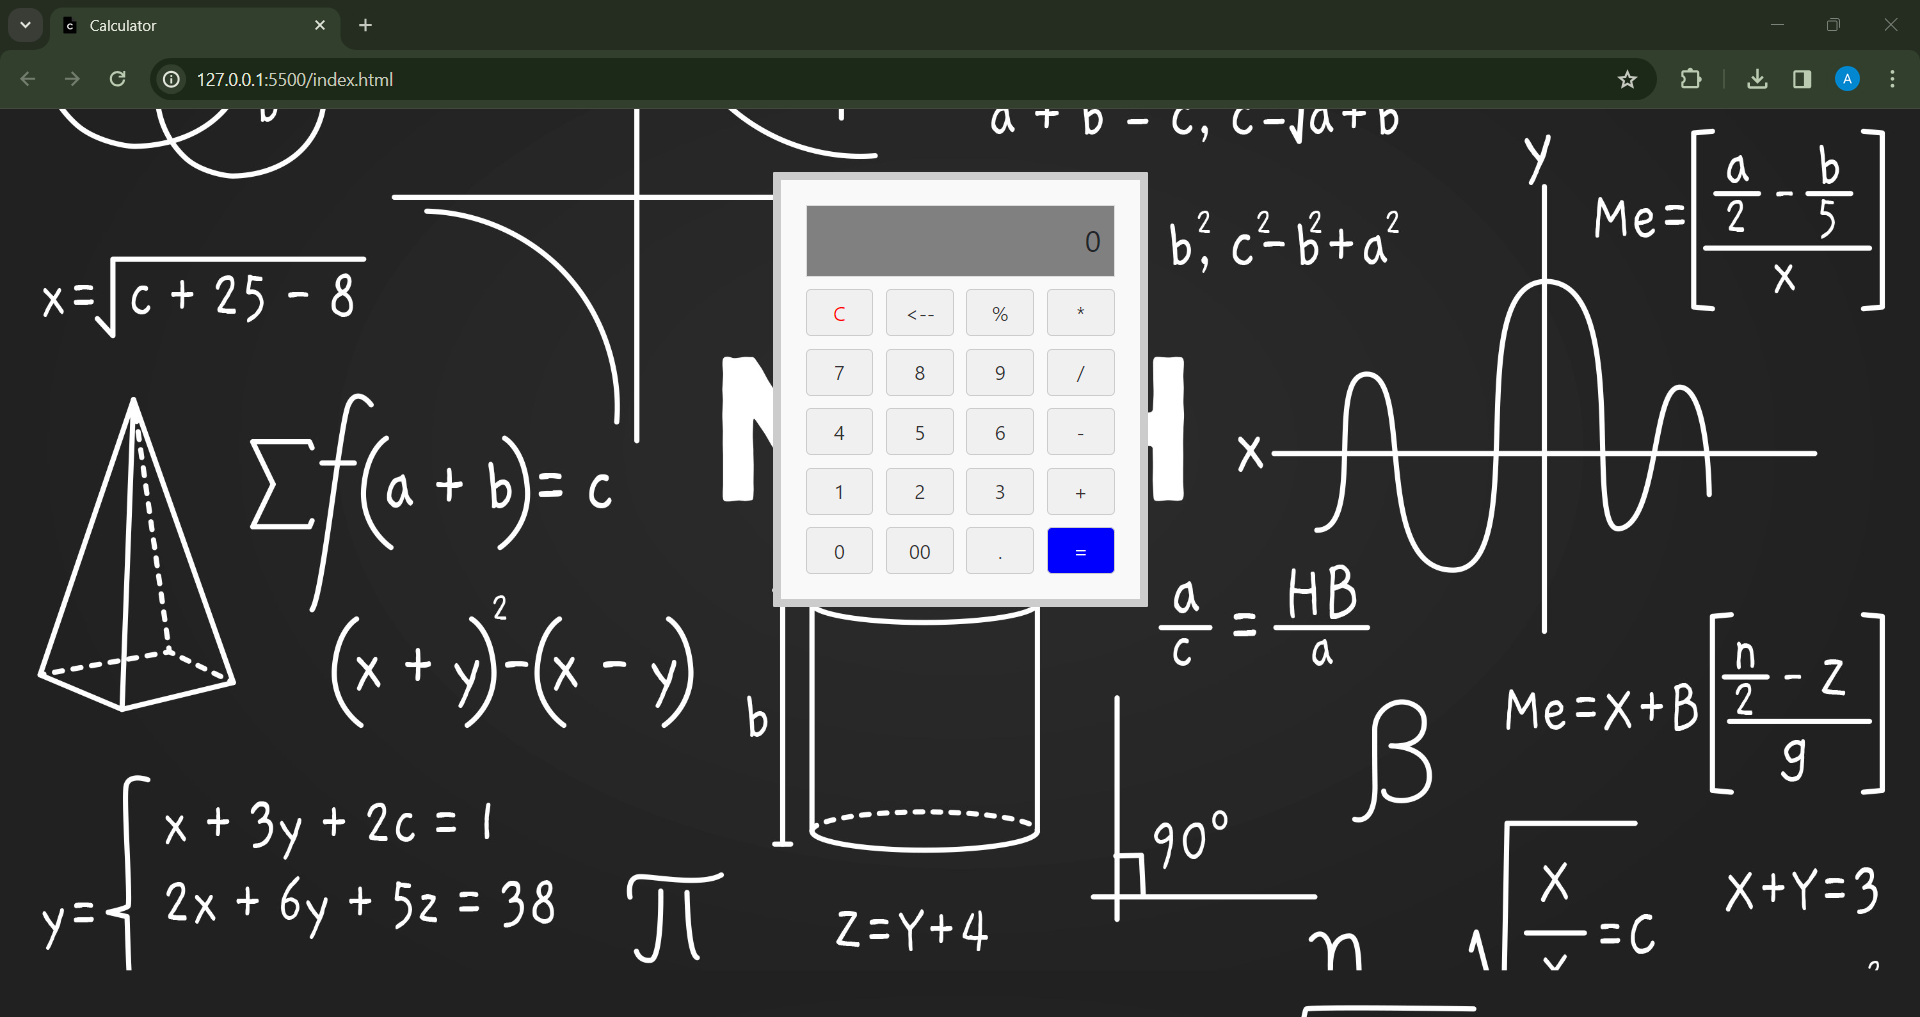 Calculator
127.0.0.1:5500/index.html
A
b
a + b - c, c-√a+b
y
Me=[a/2 - b/5 / x]
b², c²-b²+a²
x=√c + 25 - 8
0
C <-- % *
7 8 9 /
4 5 6 -
1 2 3 +
0 00 . =
H
X
∑f(a + b)= c
a/c = HB/a
(x + y)²-(x - y)
b
Me=X+B[n/2 - Z / g]
β
y={
x + 3y + 2c = 1
2x + 6y + 5z = 38
π
Z=Y+4
90°
n
√x/y=C
X+Y=3